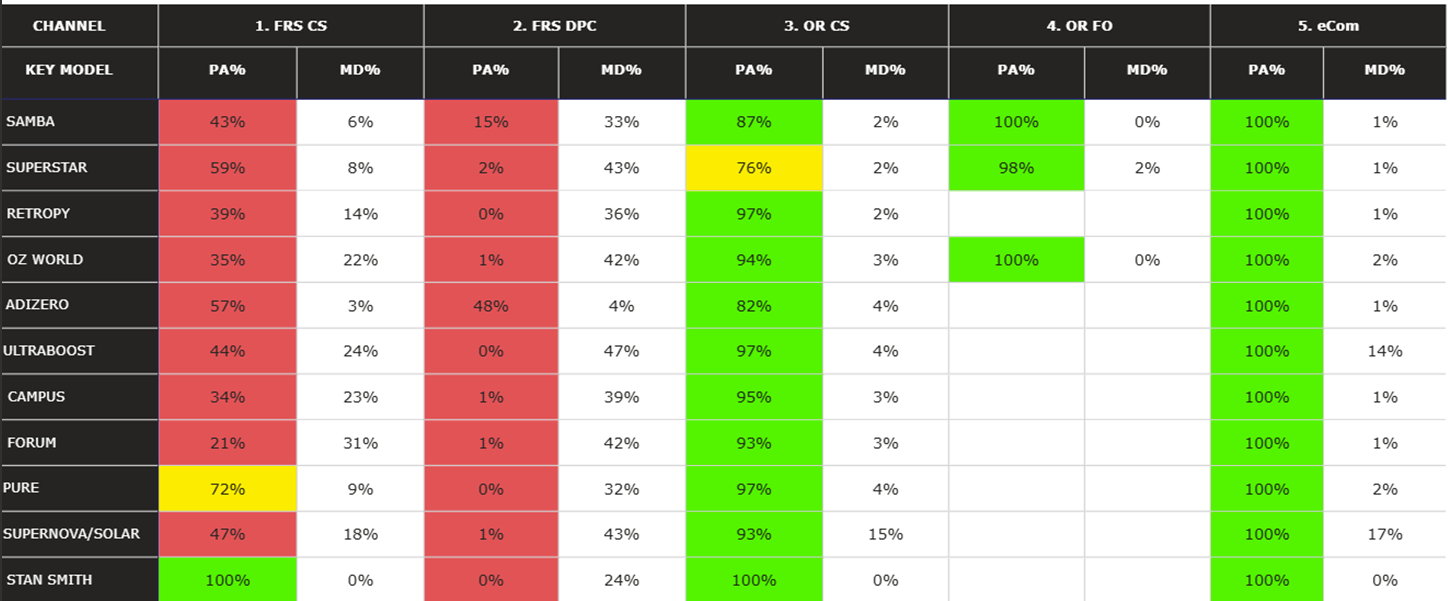 CHANNEL 1. FRS CS 2. FRS DPC 3. OR CS 4. OR FO 5. eCom
KEY MODEL PA% MD% PA% MD% PA% MD% PA% MD% PA% MD%
SAMBA 43% 6% 15% 33% 87% 2% 100% 0% 100% 1%
SUPERSTAR 59% 8% 2% 43% 76% 2% 98% 2% 100% 1%
RETROPY 39% 14% 0% 36% 97% 2% 100% 1%
OZ WORLD 35% 22% 1% 42% 94% 3% 100% 0% 100% 2%
ADIZERO 57% 3% 48% 4% 82% 4% 100% 1%
ULTRABOOST 44% 24% 0% 47% 97% 4% 100% 14%
CAMPUS 34% 23% 1% 39% 95% 3% 100% 1%
FORUM 21% 31% 1% 42% 93% 3% 100% 1%
PURE 72% 9% 0% 32% 97% 4% 100% 2%
SUPERNOVA/SOLAR 47% 18% 1% 43% 93% 15% 100% 17%
STAN SMITH 100% 0% 0% 24% 100% 0% 100% 0%